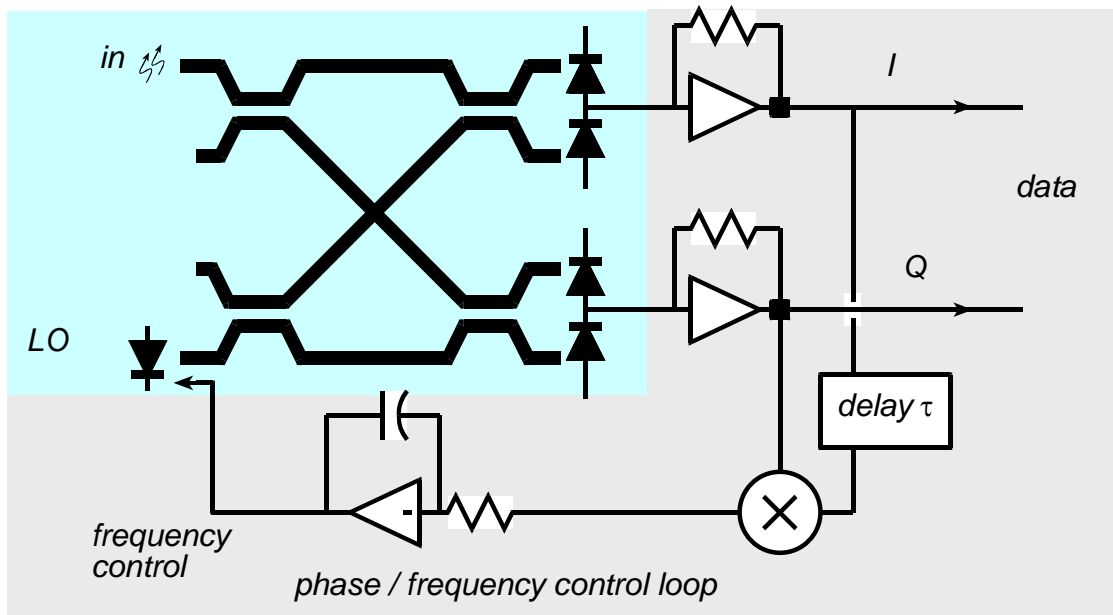 in
I
data
Q
LO
delay τ
-
frequency
control
phase / frequency control loop